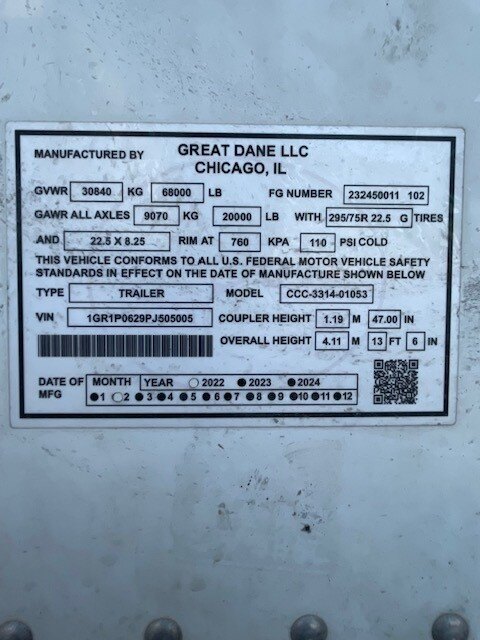 MANUFACTURED BY GREAT DANE LLC
CHICAGO, IL
GVWR 30840 KG 68000 LB FG NUMBER 232450011 102
GAWR ALL AXLES 9070 KG 20000 LB WITH 295/75R 22.5 G TIRES
AND 22.5 X 8.25 RIM AT 760 KPA 110 PSI COLD
THIS VEHICLE CONFORMS TO ALL U.S. FEDERAL MOTOR VEHICLE SAFETY
STANDARDS IN EFFECT ON THE DATE OF MANUFACTURE SHOWN BELOW
TYPE TRAILER MODEL CCC-3314-01053
VIN 1GR1P0629PJ505005 COUPLER HEIGHT 1.19 M 47.00 IN
OVERALL HEIGHT 4.11 M 13 FT 6 IN
DATE OF MFG MONTH YEAR ○2022 ●2023 ●2024
●1 ○2 ●3 ●4 ●5 ●6 ●7 ●8 ●9 ●10 ●11 ●12